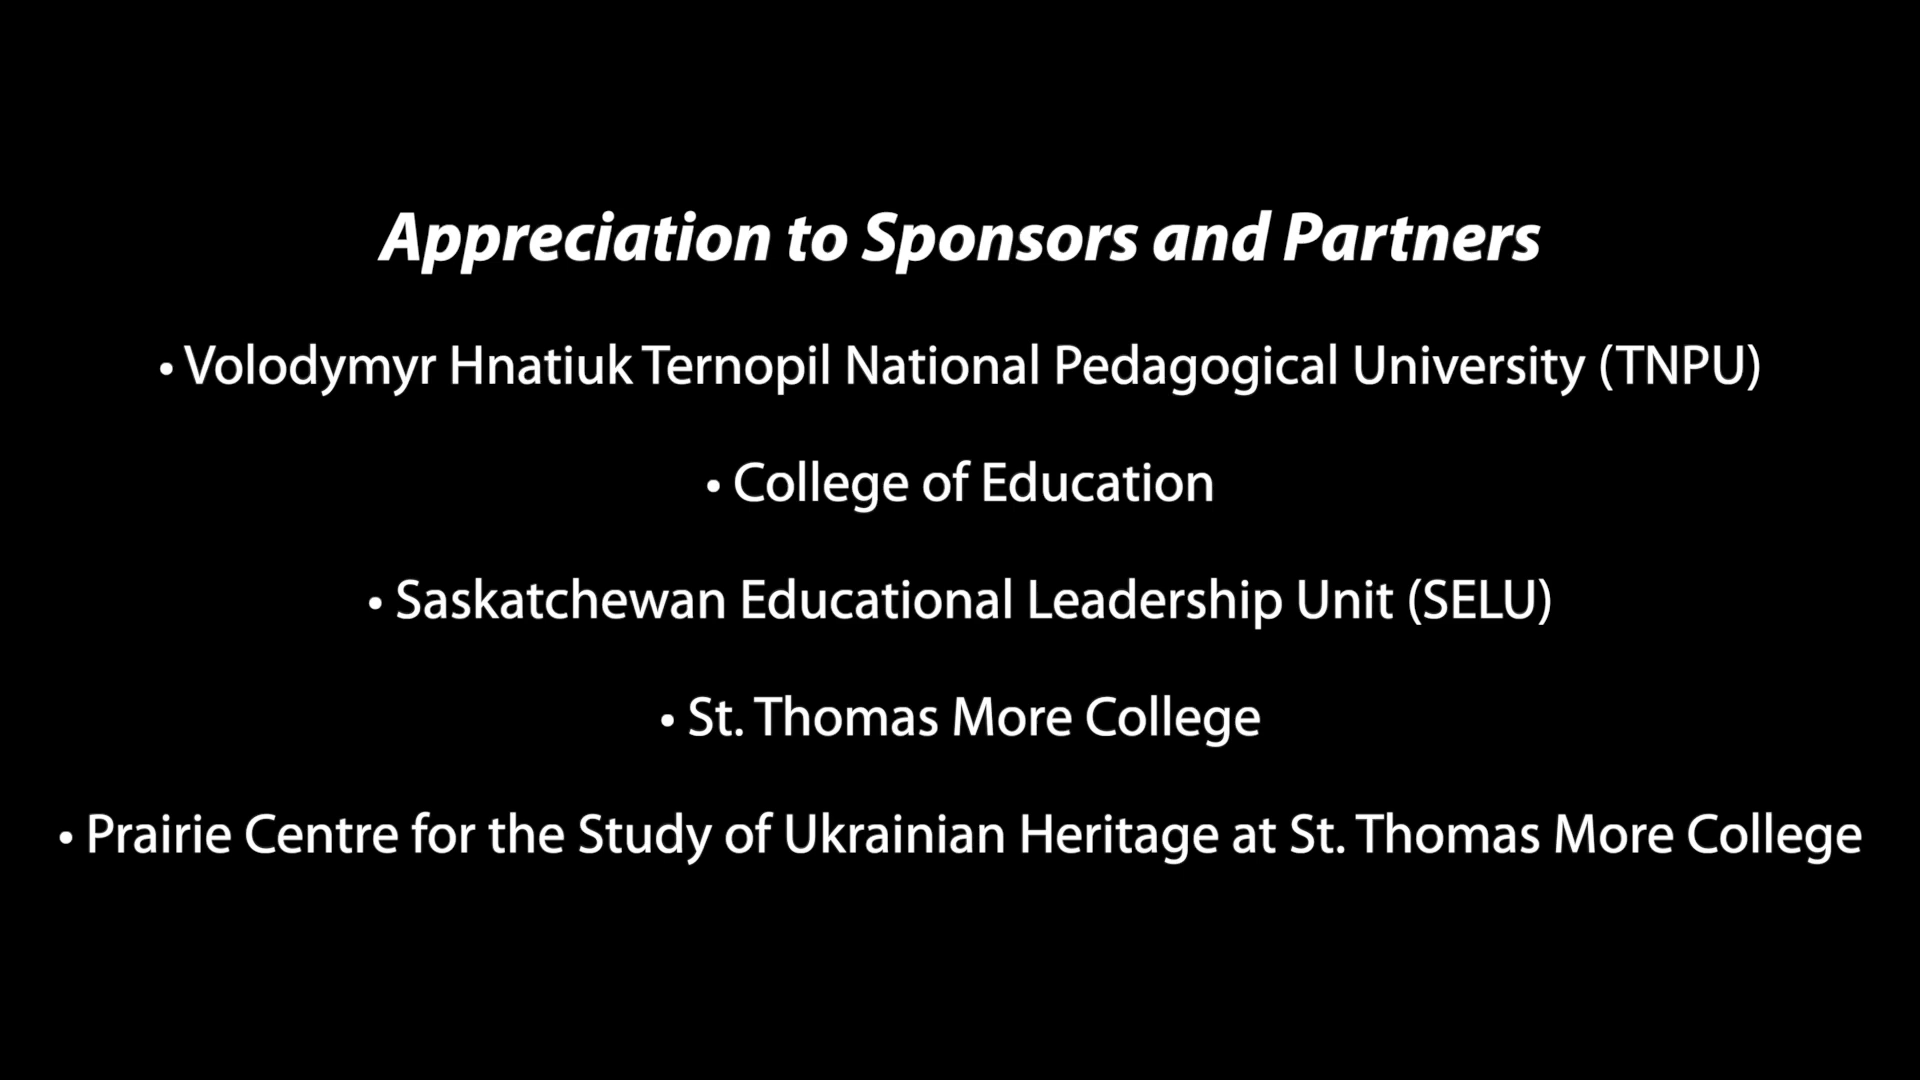 Appreciation to Sponsors and Partners
• Volodymyr Hnatiuk Ternopil National Pedagogical University (TNPU)
• College of Education
• Saskatchewan Educational Leadership Unit (SELU)
• St. Thomas More College
• Prairie Centre for the Study of Ukrainian Heritage at St. Thomas More College